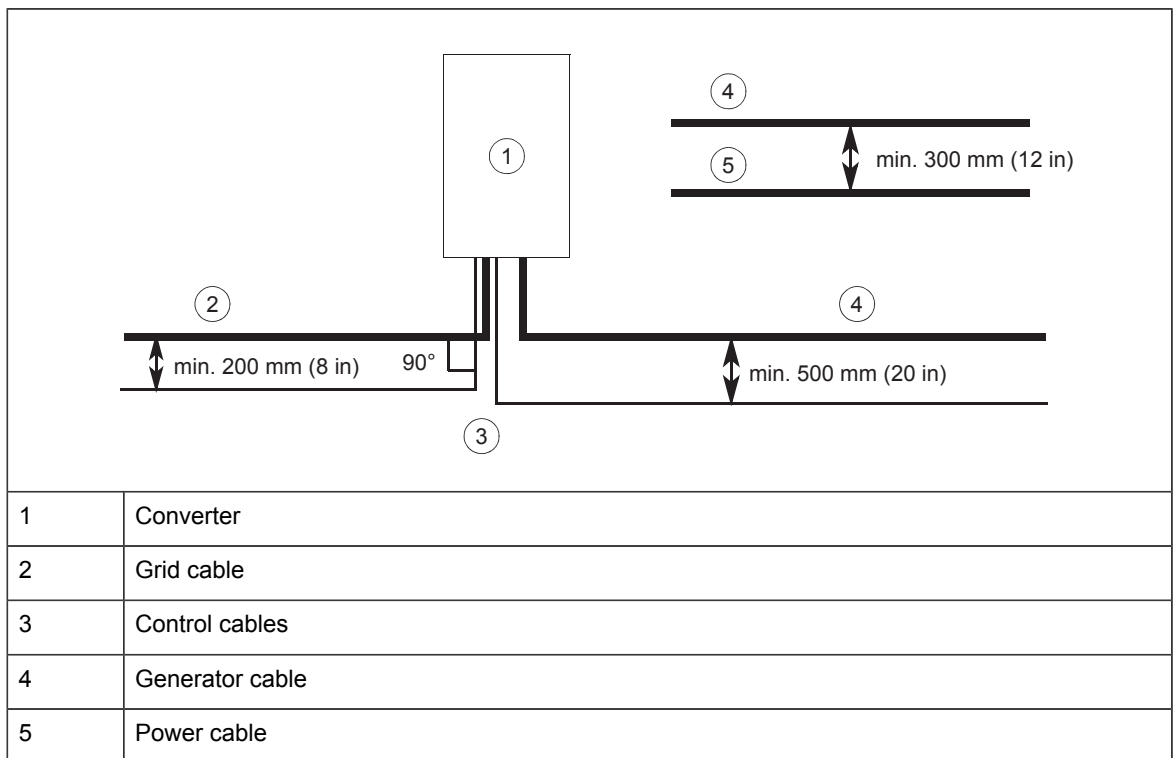 4
1
5
min. 300 mm (12 in)
2
4
min. 200 mm (8 in)
90°
min. 500 mm (20 in)
3
1 Converter
2 Grid cable
3 Control cables
4 Generator cable
5 Power cable